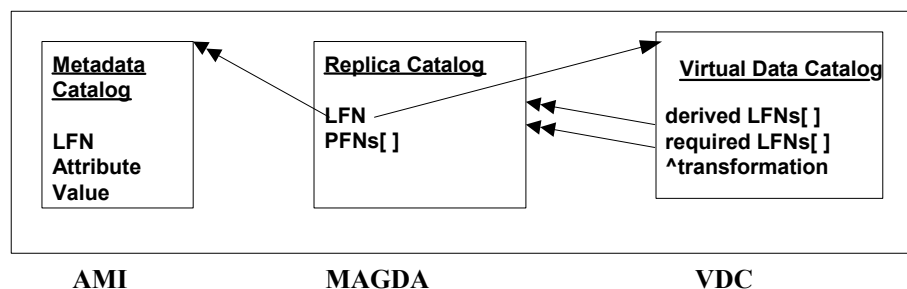 Metadata
Catalog
LFN
Attribute
Value
Replica Catalog
LFN
PFNs[ ]
Virtual Data Catalog
derived LFNs[ ]
required LFNs[ ]
^transformation
AMI
MAGDA
VDC